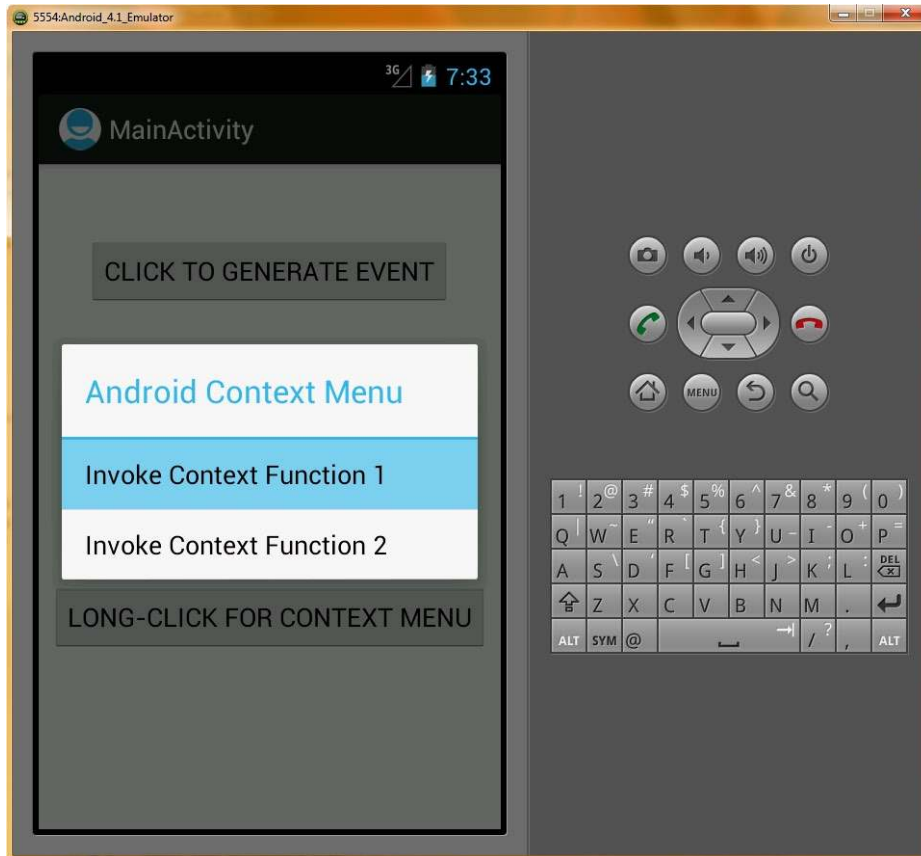 5554:Android_4.1_Emulator
3G 7:33
MainActivity
CLICK TO GENERATE EVENT
Android Context Menu
Invoke Context Function 1
Invoke Context Function 2
LONG-CLICK FOR CONTEXT MENU
MENU
1 ! 2 @ 3 # 4 $ 5 % 6 ^ 7 & 8 * 9 ( 0 )
Q | W ~ E “ R ` T { Y } U _ I - O + P =
A S \ D ' F [ G ] H < J > K ; L : DEL
Z X C V B N M .
ALT SYM @ / ? , ALT